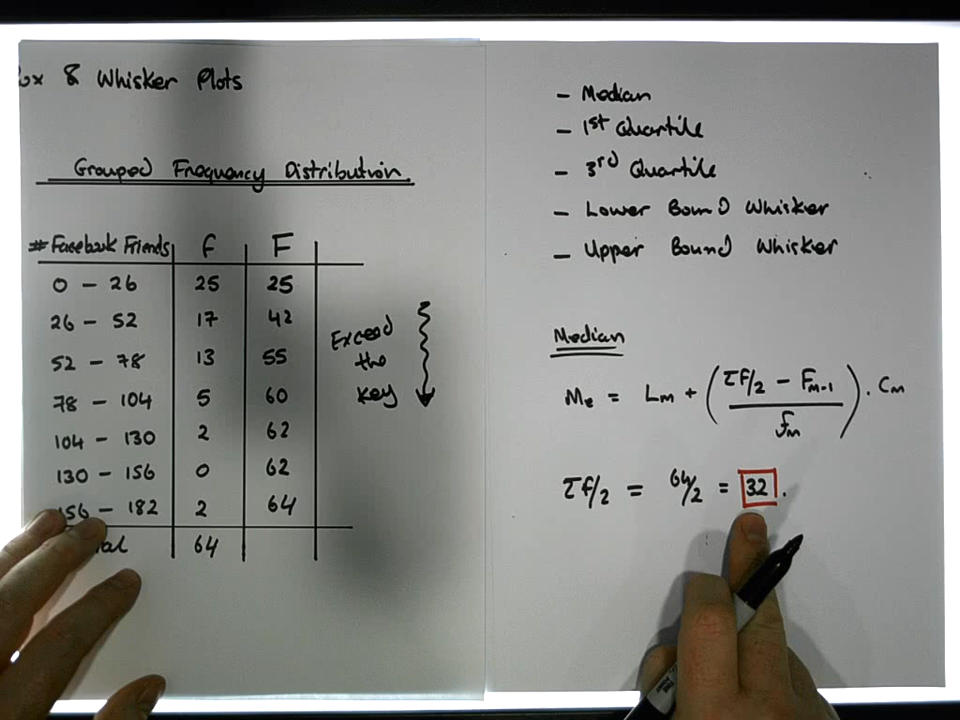 & Whisker Plots
Grouped Frequency Distribution
# Facebook Friends f F
0 - 26 25 25
26 - 52 17 42
52 - 78 13 55
78 - 104 5 60
104 - 130 2 62
130 - 156 0 62
156 - 182 2 64
64
Exceed
the
key
- Median
- 1st Quartile
- 3rd Quartile
- Lower Bound Whisker
- Upper Bound Whisker
Median
Me = Lm + (Σf/2 - Fm-1 / fm) . Cm
Σf/2 = 64/2 = 32.